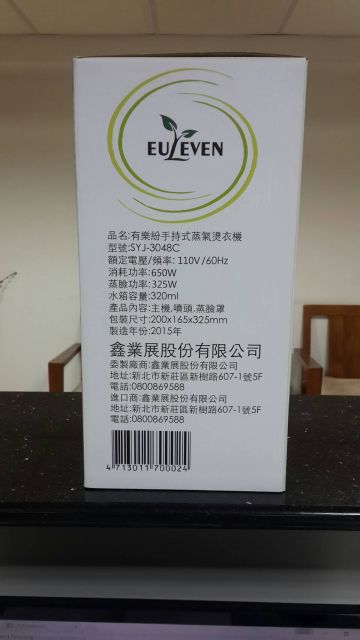 EULEVEN
品名:有樂紛手持式蒸氣燙衣機
型號:SYJ-3048C
額定電壓/頻率: 110V/60Hz
消耗功率:650W
蒸臉功率:325W
水箱容量:320ml
產品內容:主機,噴頭,蒸臉罩
包裝尺寸:200x165x325mm
製造年份:2015年
鑫業展股份有限公司
委製廠商:鑫業展股份有限公司
地址:新北市新莊區新樹路607-1號5F
電話:0800869588
進口商:鑫業展股份有限公司
地址:新北市新莊區新樹路607-1號5F
電話:0800869588
4 713011 700024